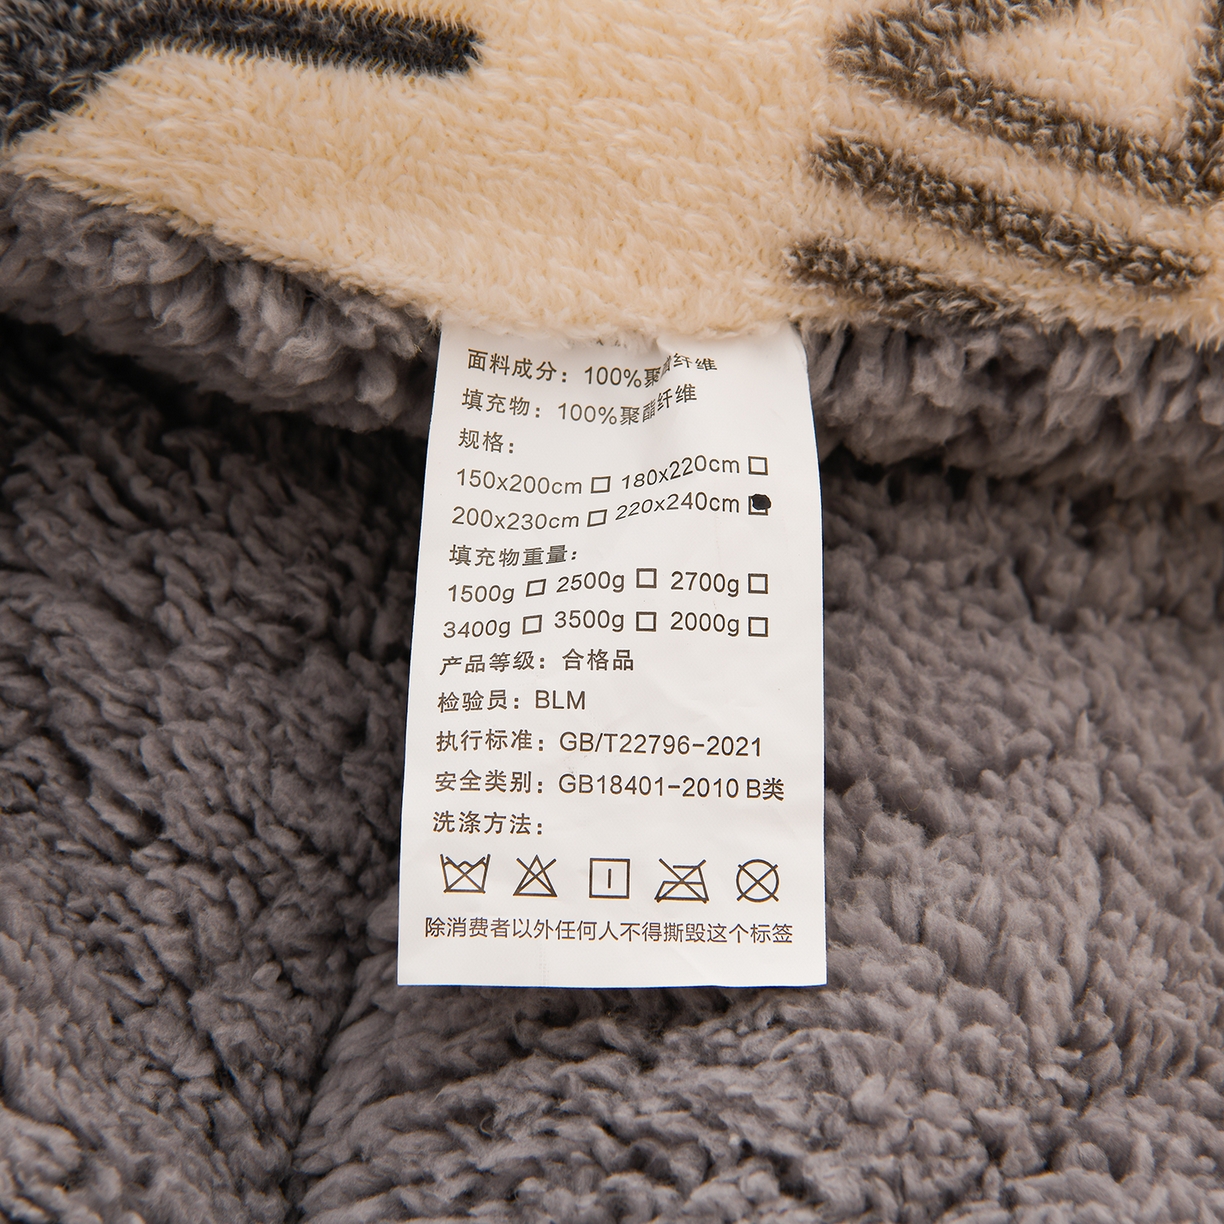 面料成分：100%聚酯纤维
填充物：100%聚酯纤维
规格：
150x200cm □ 180x220cm □
200x230cm □ 220x240cm ☑
填充物重量：
1500g □ 2500g □ 2700g □
3400g □ 3500g □ 2000g □
产品等级：合格品
检验员：BLM
执行标准：GB/T22796-2021
安全类别：GB18401-2010 B类
洗涤方法：
除消费者以外任何人不得撕毁这个标签